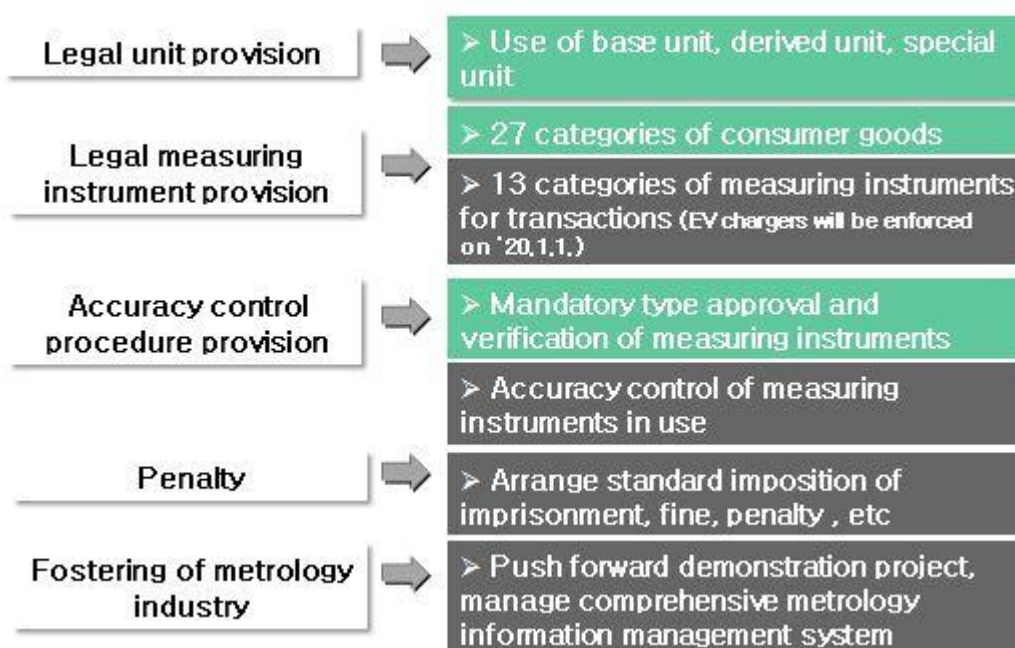 Legal unit provision
➢ Use of base unit, derived unit, special
unit
Legal measuring
instrument provision
➢ 27 categories of consumer goods
➢ 13 categories of measuring instruments
for transactions (EV chargers will be enforced
on '20.1.1.)
Accuracy control
procedure provision
➢ Mandatory type approval and
verification of measuring instruments
➢ Accuracy control of measuring
instruments in use
Penalty
➢ Arrange standard imposition of
imprisonment, fine, penalty , etc
Fostering of metrology
industry
➢ Push forward demonstration project,
manage comprehensive metrology
information management system